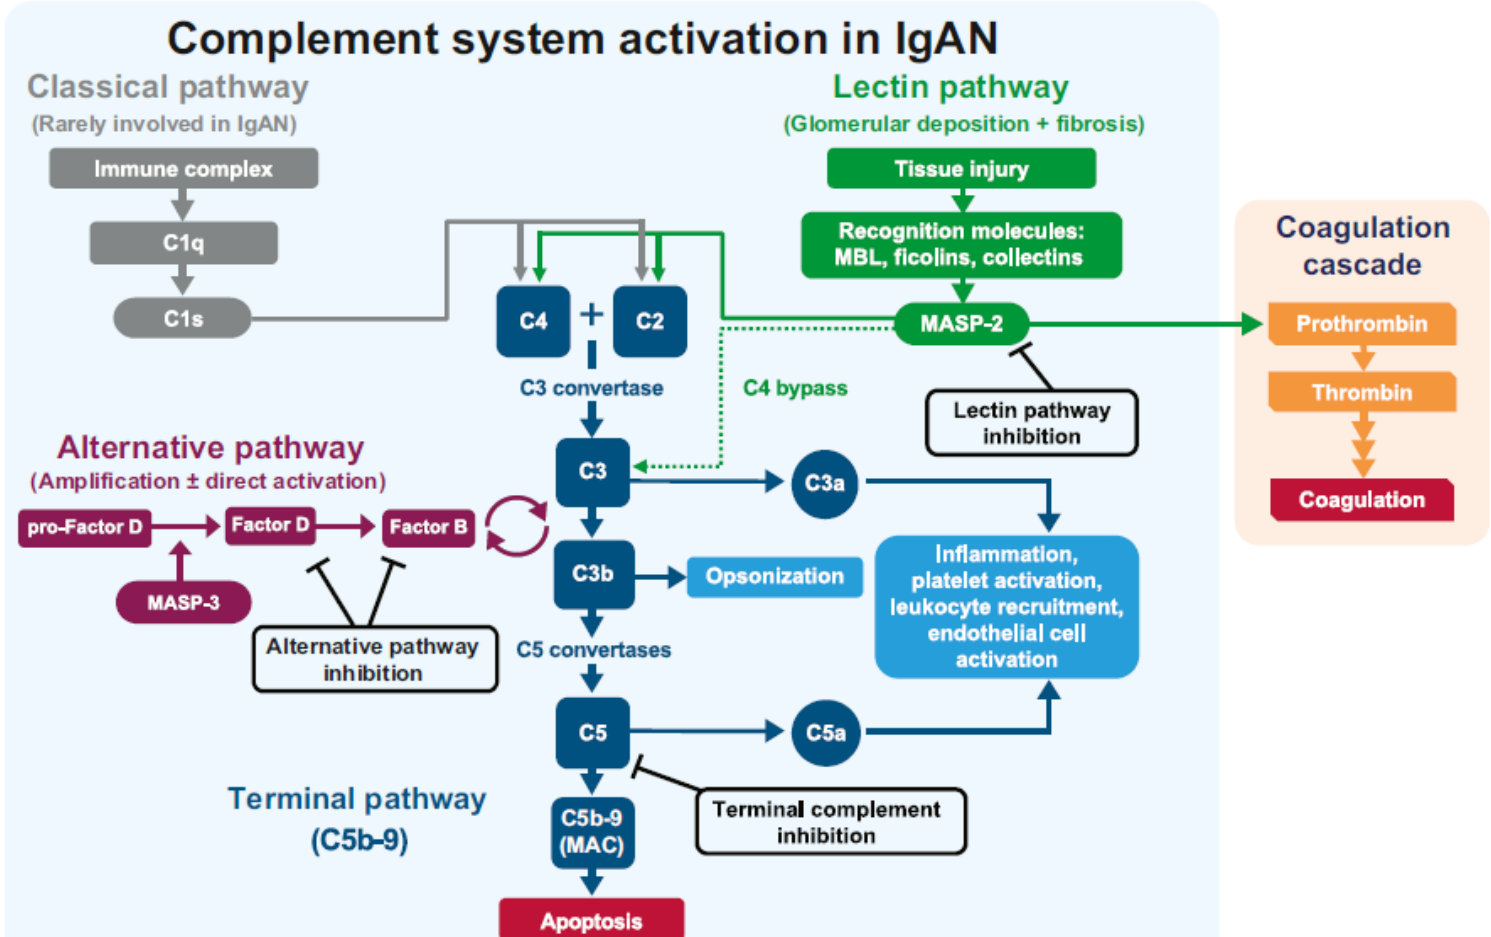 Complement system activation in IgAN
Classical pathway
(Rarely involved in IgAN)
Immune complex
C1q
C1s
Lectin pathway
(Glomerular deposition + fibrosis)
Tissue injury
Recognition molecules:
MBL, ficolins, collectins
MASP-2
Lectin pathway
inhibition
C4 bypass
C4
+
C2
C3 convertase
C3
C3a
Alternative pathway
(Amplification ± direct activation)
pro-Factor D
Factor D
Factor B
MASP-3
Alternative pathway
inhibition
C3b
Opsonization
Inflammation,
platelet activation,
leukocyte recruitment,
endothelial cell
activation
C5 convertases
C5
C5a
Terminal pathway
(C5b-9)
C5b-9
(MAC)
Terminal complement
inhibition
Apoptosis
Coagulation
cascade
Prothrombin
Thrombin
Coagulation